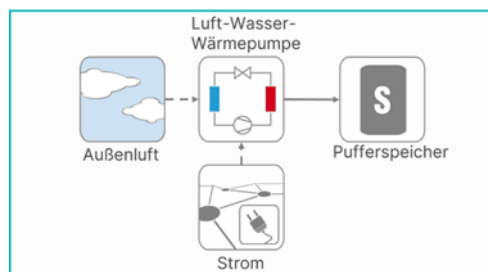 Luft-Wasser-
Wärmepumpe
S
Außenluft
Pufferspeicher
Strom